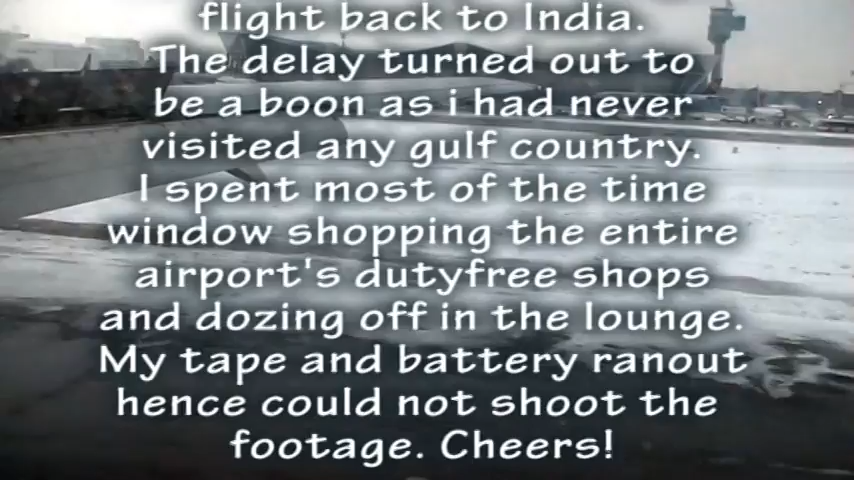 flight back to India.
The delay turned out to
be a boon as i had never
visited any gulf country.
I spent most of the time
window shopping the entire
airport's dutyfree shops
and dozing off in the lounge.
My tape and battery ranout
hence could not shoot the
footage. Cheers!